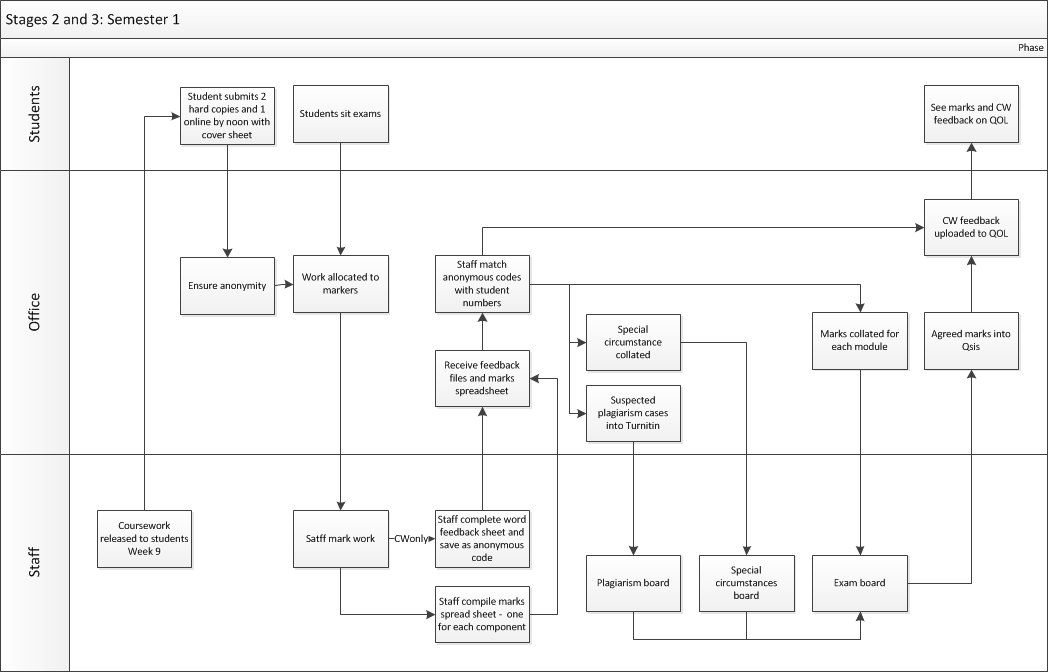 Stages 2 and 3: Semester 1
Phase
Students
Student submits 2
hard copies and 1
online by noon with
cover sheet
Students sit exams
See marks and CW
feedback on QOL
Office
CW feedback
uploaded to QOL
Ensure anonymity
Work allocated to
markers
Staff match
anonymous codes
with student
numbers
Special
circumstance
collated
Marks collated for
each module
Agreed marks into
Qsis
Receive feedback
files and marks
spreadsheet
Suspected
plagiarism cases
into Turnitin
Staff
Coursework
released to students
Week 9
Satff mark work
CWonly
Staff complete word
feedback sheet and
save as anonymous
code
Plagiarism board
Special
circumstances
board
Exam board
Staff compile marks
spread sheet - one
for each component